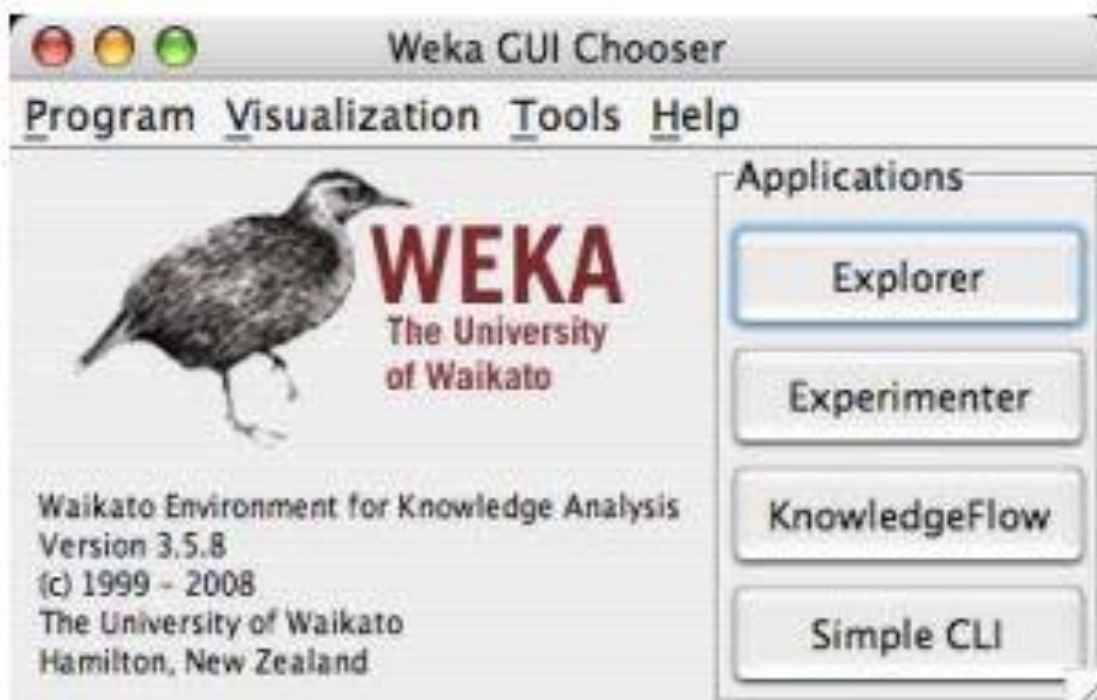 Weka GUI Chooser
Program Visualization Tools Help
WEKA
The University
of Waikato
Waikato Environment for Knowledge Analysis
Version 3.5.8
(c) 1999 - 2008
The University of Waikato
Hamilton, New Zealand
Applications
Explorer
Experimenter
KnowledgeFlow
Simple CLI